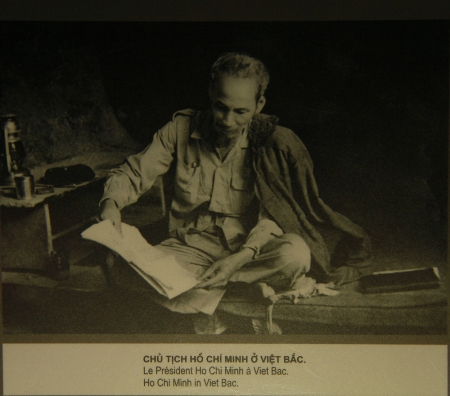 CHỦ TỊCH HỒ CHÍ MINH Ở VIỆT BẮC.
Le Président Ho Chi Minh à Viet Bac.
Ho Chi Minh in Viet Bac.